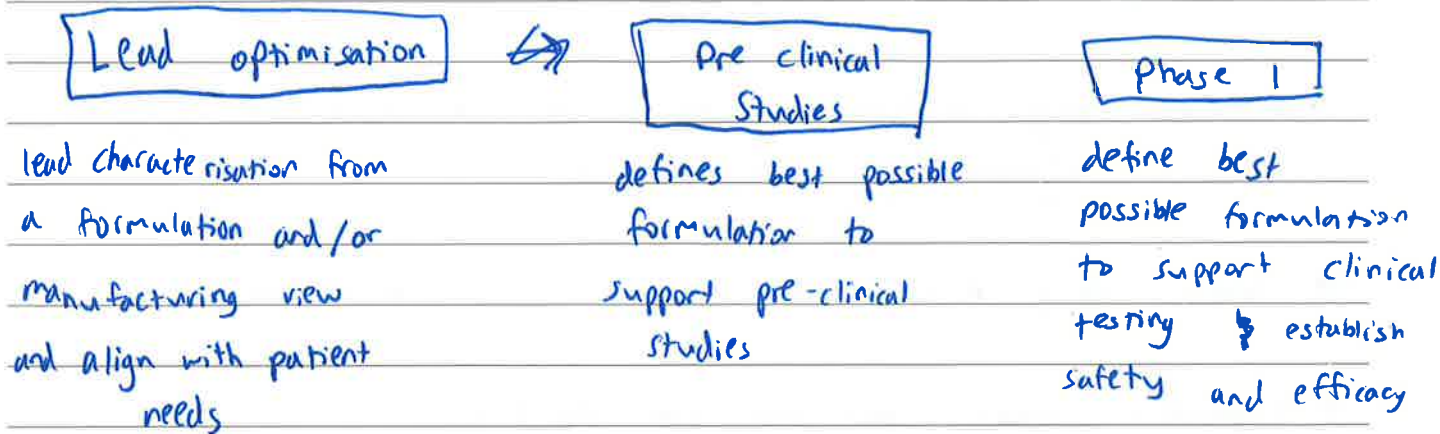 Lead optimisation
lead characterisation from
a formulation and/or
manufacturing view
and align with patient
needs
Pre clinical
Studies
defines best possible
formulation to
support pre-clinical
studies
Phase 1
define best
possible formulation
to support clinical
testing & establish
safety and efficacy